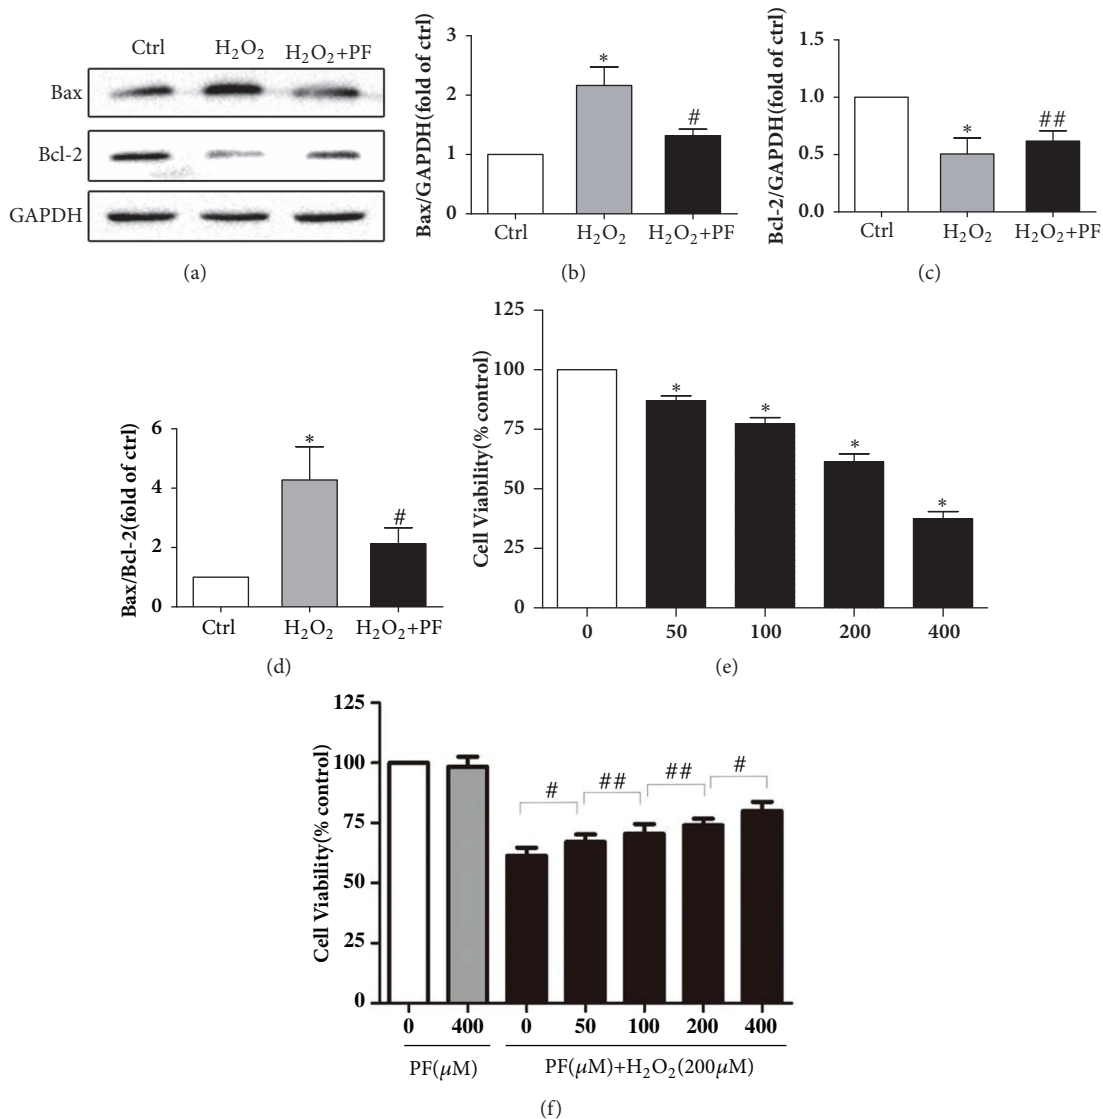 Ctrl H₂O₂ H₂O₂+PF
Bax
Bcl-2
GAPDH
(a)
Bax/GAPDH(fold of ctrl)
3
2
1
0
*
#
Ctrl H₂O₂ H₂O₂+PF
(b)
Bcl-2/GAPDH(fold of ctrl)
1.5
1.0
0.5
0.0
*
##
Ctrl H₂O₂ H₂O₂+PF
(c)
Bax/Bcl-2(fold of ctrl)
6
4
2
0
*
#
Ctrl H₂O₂ H₂O₂+PF
(d)
Cell Viability(% control)
125
100
75
50
25
0
*
*
*
*
0 50 100 200 400
(e)
Cell Viability(% control)
125
100
75
50
25
0
# ## ## #
0 400 0 50 100 200 400
PF(μM) PF(μM)+H₂O₂(200μM)
(f)